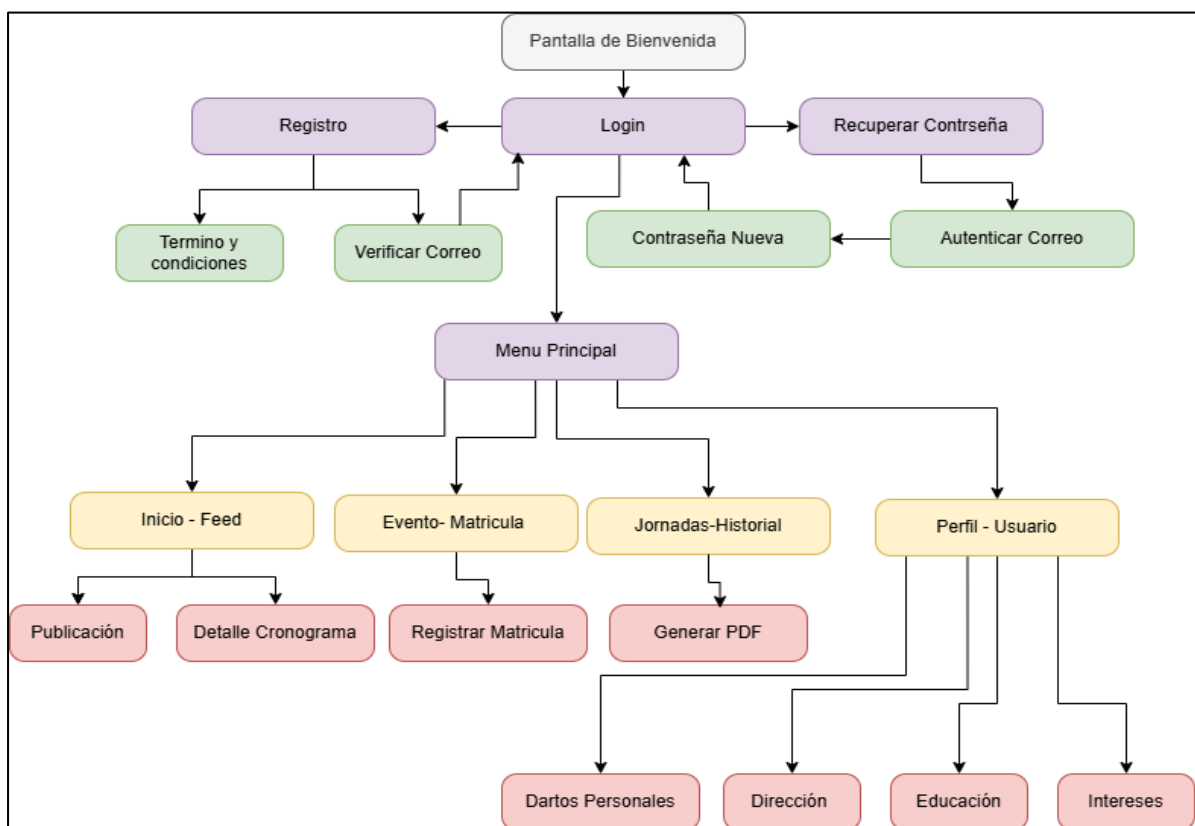 Pantalla de Bienvenida
Registro
Login
Recuperar Contrseña
Termino y
condiciones
Verificar Correo
Contraseña Nueva
Autenticar Correo
Menu Principal
Inicio - Feed
Evento- Matricula
Jornadas-Historial
Perfil - Usuario
Publicación
Detalle Cronograma
Registrar Matricula
Generar PDF
Dartos Personales
Dirección
Educación
Intereses